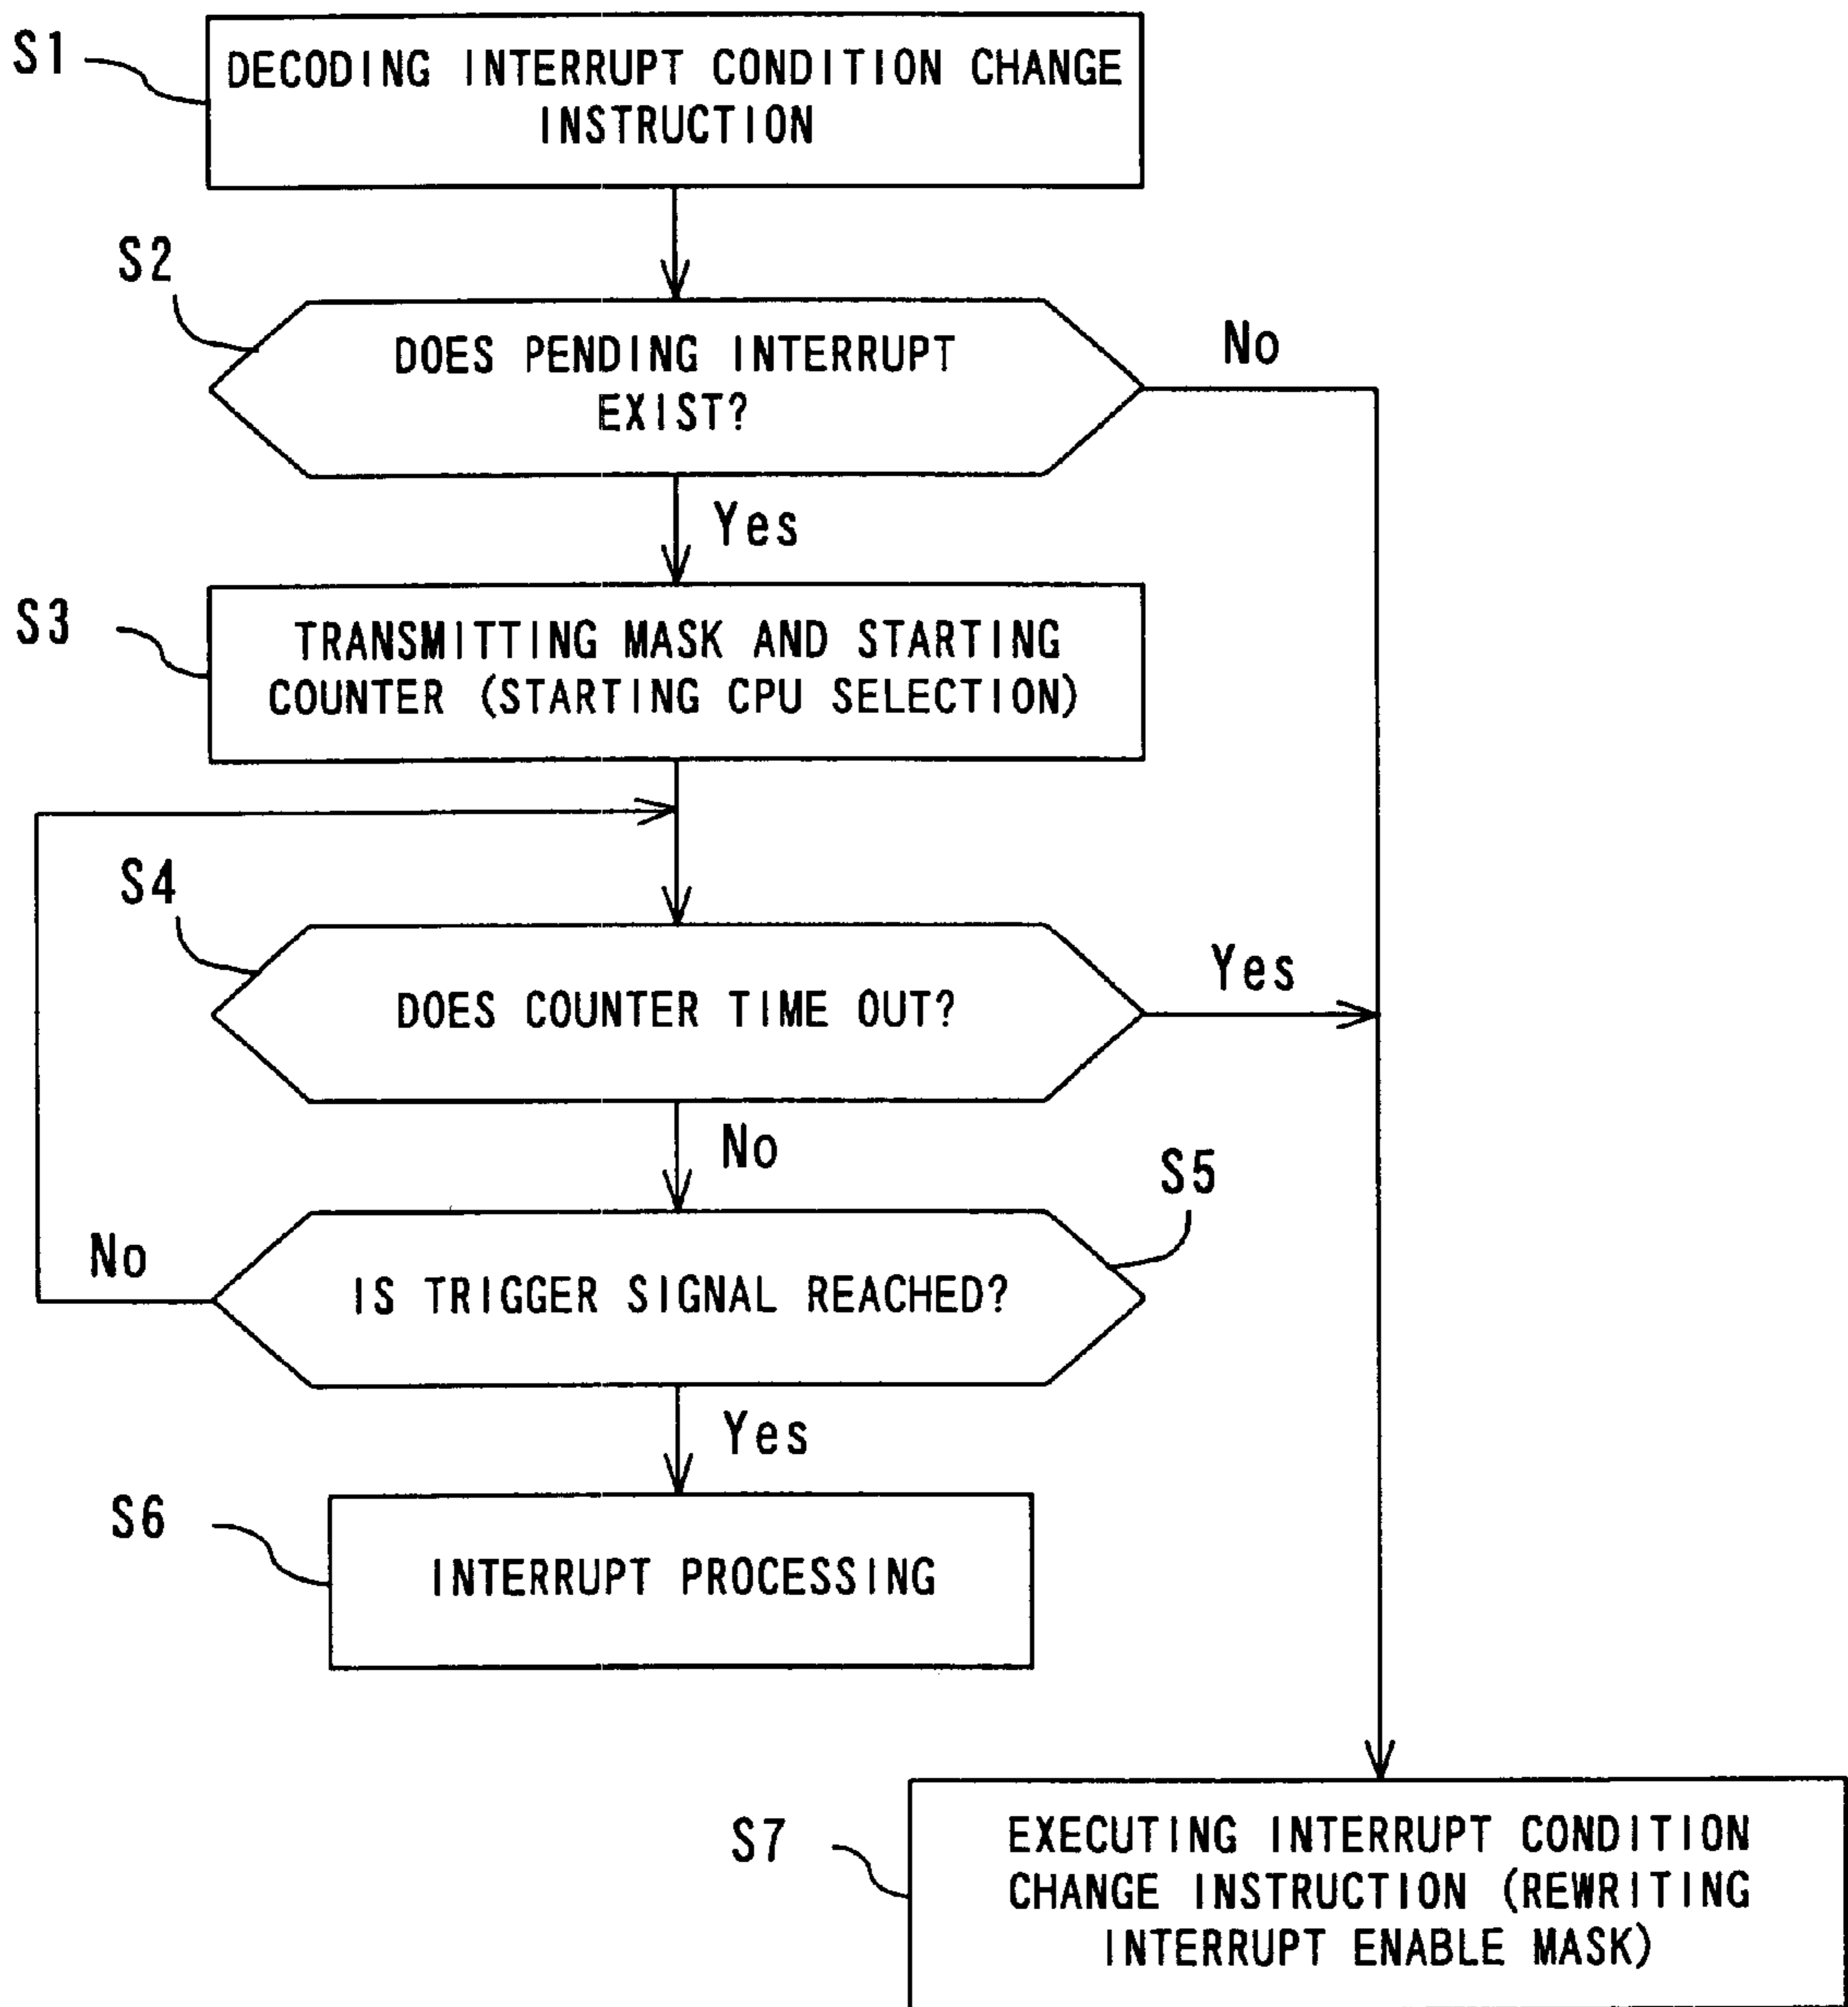 S1
DECODING INTERRUPT CONDITION CHANGE
INSTRUCTION
S2
DOES PENDING INTERRUPT
EXIST?
No
Yes
S3
TRANSMITTING MASK AND STARTING
COUNTER (STARTING CPU SELECTION)
S4
DOES COUNTER TIME OUT?
Yes
No
S5
No
IS TRIGGER SIGNAL REACHED?
Yes
S6
INTERRUPT PROCESSING
S7
EXECUTING INTERRUPT CONDITION
CHANGE INSTRUCTION (REWRITING
INTERRUPT ENABLE MASK)